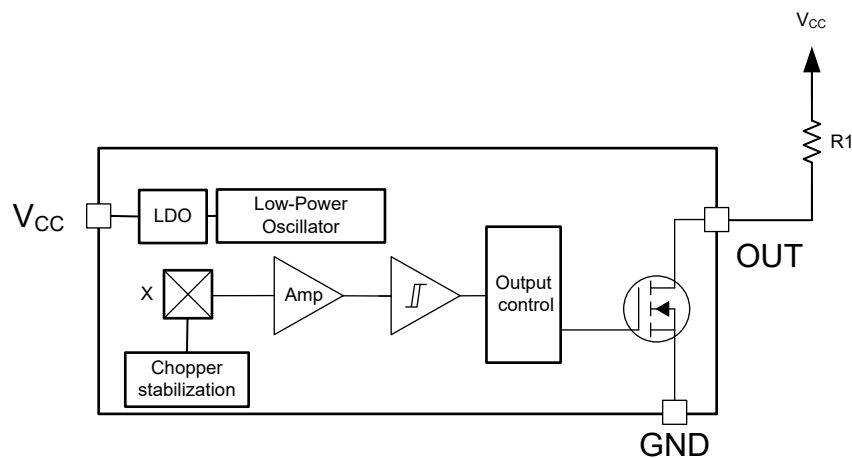 VCC
R1
VCC
LDO
Low-Power
Oscillator
OUT
X
Amp
Output
control
Chopper
stabilization
GND